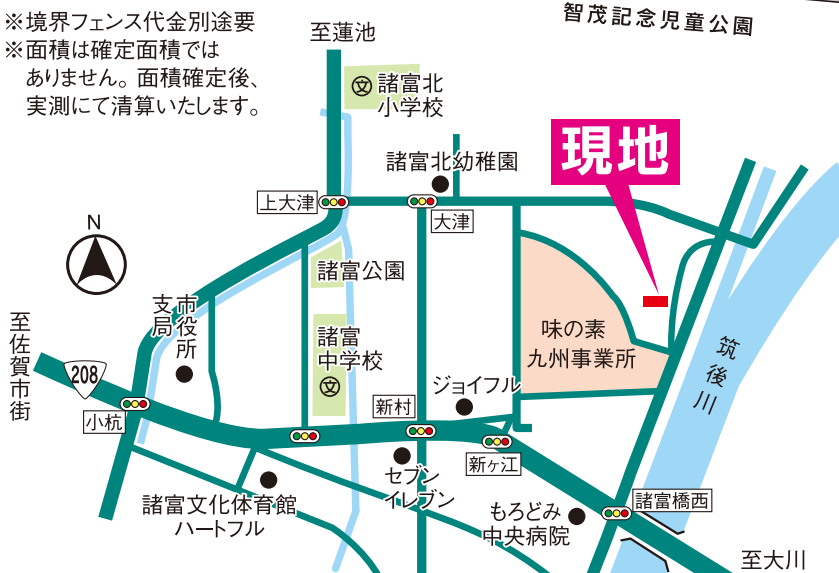 智茂記念児童公園
※境界フェンス代金別途要
※面積は確定面積では
ありません。面積確定後、
実測にて清算いたします。
至蓮池
文
諸富北
小学校
諸富北幼稚園
現地
上大津
大津
N
諸富公園
市役所
支局
至佐賀市街
208
諸富
中学校
文
味の素
九州事業所
筑後川
ジョイフル
新村
小杭
新ヶ江
セブン
イレブン
諸富文化体育館
ハートフル
もろどみ
中央病院
諸富橋西
至大川